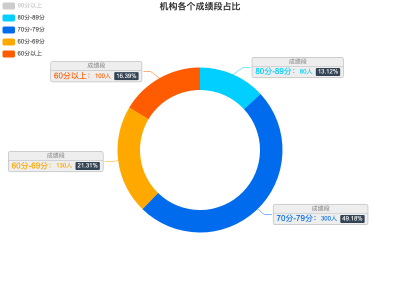 机构各个成绩段占比
90分以上
80分-89分
70分-79分
60分-69分
60分以上
成绩段
60分以上: 100人 16.39%
成绩段
80分-89分: 80人 13.12%
成绩段
60分-69分: 130人 21.31%
成绩段
70分-79分: 300人 49.18%